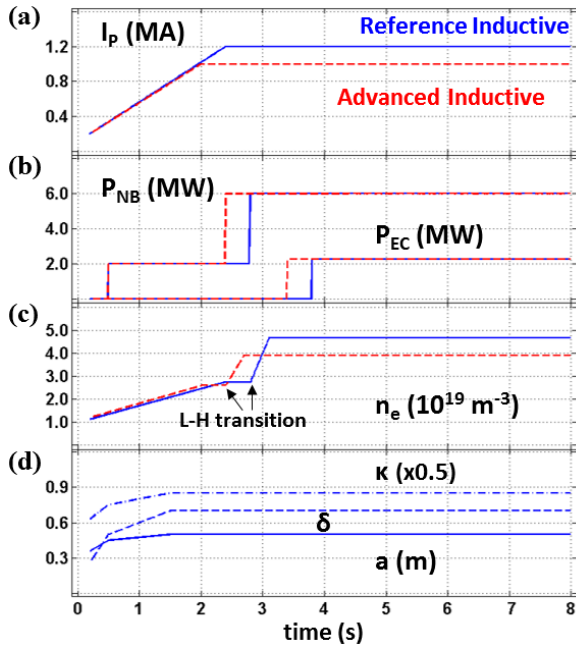 (a)
I_P (MA)
Reference Inductive
Advanced Inductive
1.2
0.8
0.4
(b)
P_NB (MW)
P_EC (MW)
6.0
4.0
2.0
(c)
5.0
4.0
3.0
2.0
1.0
L-H transition
n_e (10^19 m^-3)
(d)
κ (x0.5)
δ
a (m)
0.9
0.6
0.3
0 1 2 3 4 5 6 7 8
time (s)